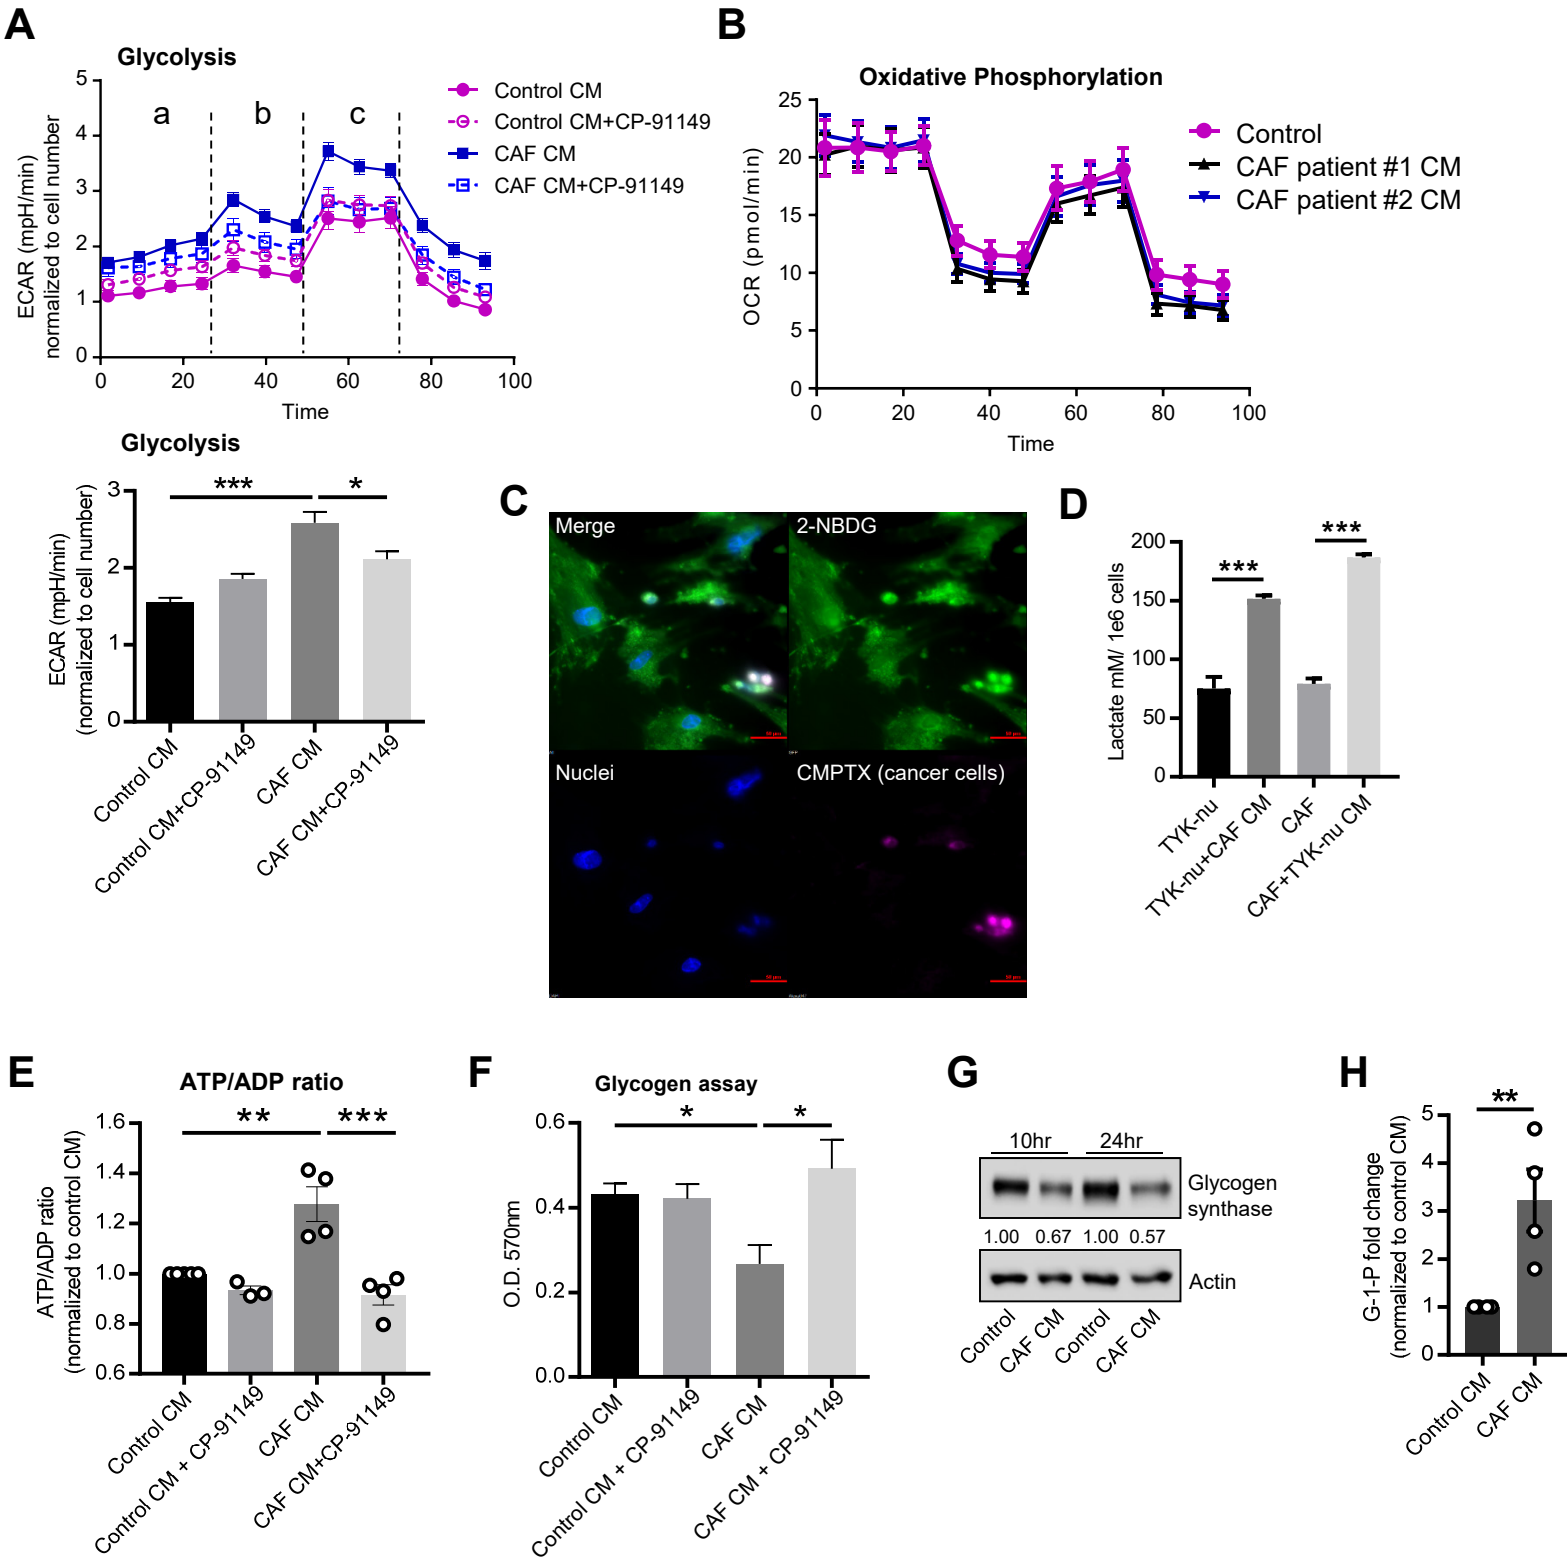 A
Glycolysis
5
4
3
2
1
0
ECAR (mpH/min)
normalized to cell number
a
b
c
0
20
40
60
80
100
Time
Control CM
Control CM+CP-91149
CAF CM
CAF CM+CP-91149
B
Oxidative Phosphorylation
25
20
15
10
5
0
OCR (pmol/min)
0
20
40
60
80
100
Time
Control
CAF patient #1 CM
CAF patient #2 CM
Glycolysis
3
2
1
0
ECAR (mpH/min)
(normalized to cell number)
***
*
Control CM
Control CM+CP-91149
CAF CM
CAF CM+CP-91149
C
Merge
2-NBDG
Nuclei
CMPTX (cancer cells)
D
200
150
100
50
0
Lactate mM/ 1e6 cells
***
***
TYK-nu
TYK-nu+CAF CM
CAF
CAF+TYK-nu CM
E
ATP/ADP ratio
1.6
1.4
1.2
1.0
0.8
0.6
ATP/ADP ratio
(normalized to control CM)
**
***
Control CM
Control CM + CP-91149
CAF CM
CAF CM+CP-91149
F
Glycogen assay
0.6
0.4
0.2
0.0
O.D. 570nm
*
*
Control CM
Control CM + CP-91149
CAF CM
CAF CM + CP-91149
G
10hr
24hr
Glycogen
synthase
1.00 0.67 1.00 0.57
Actin
Control
CAF CM
Control
CAF CM
H
5
4
3
2
1
0
G-1-P fold change
(normalized to control CM)
**
Control CM
CAF CM